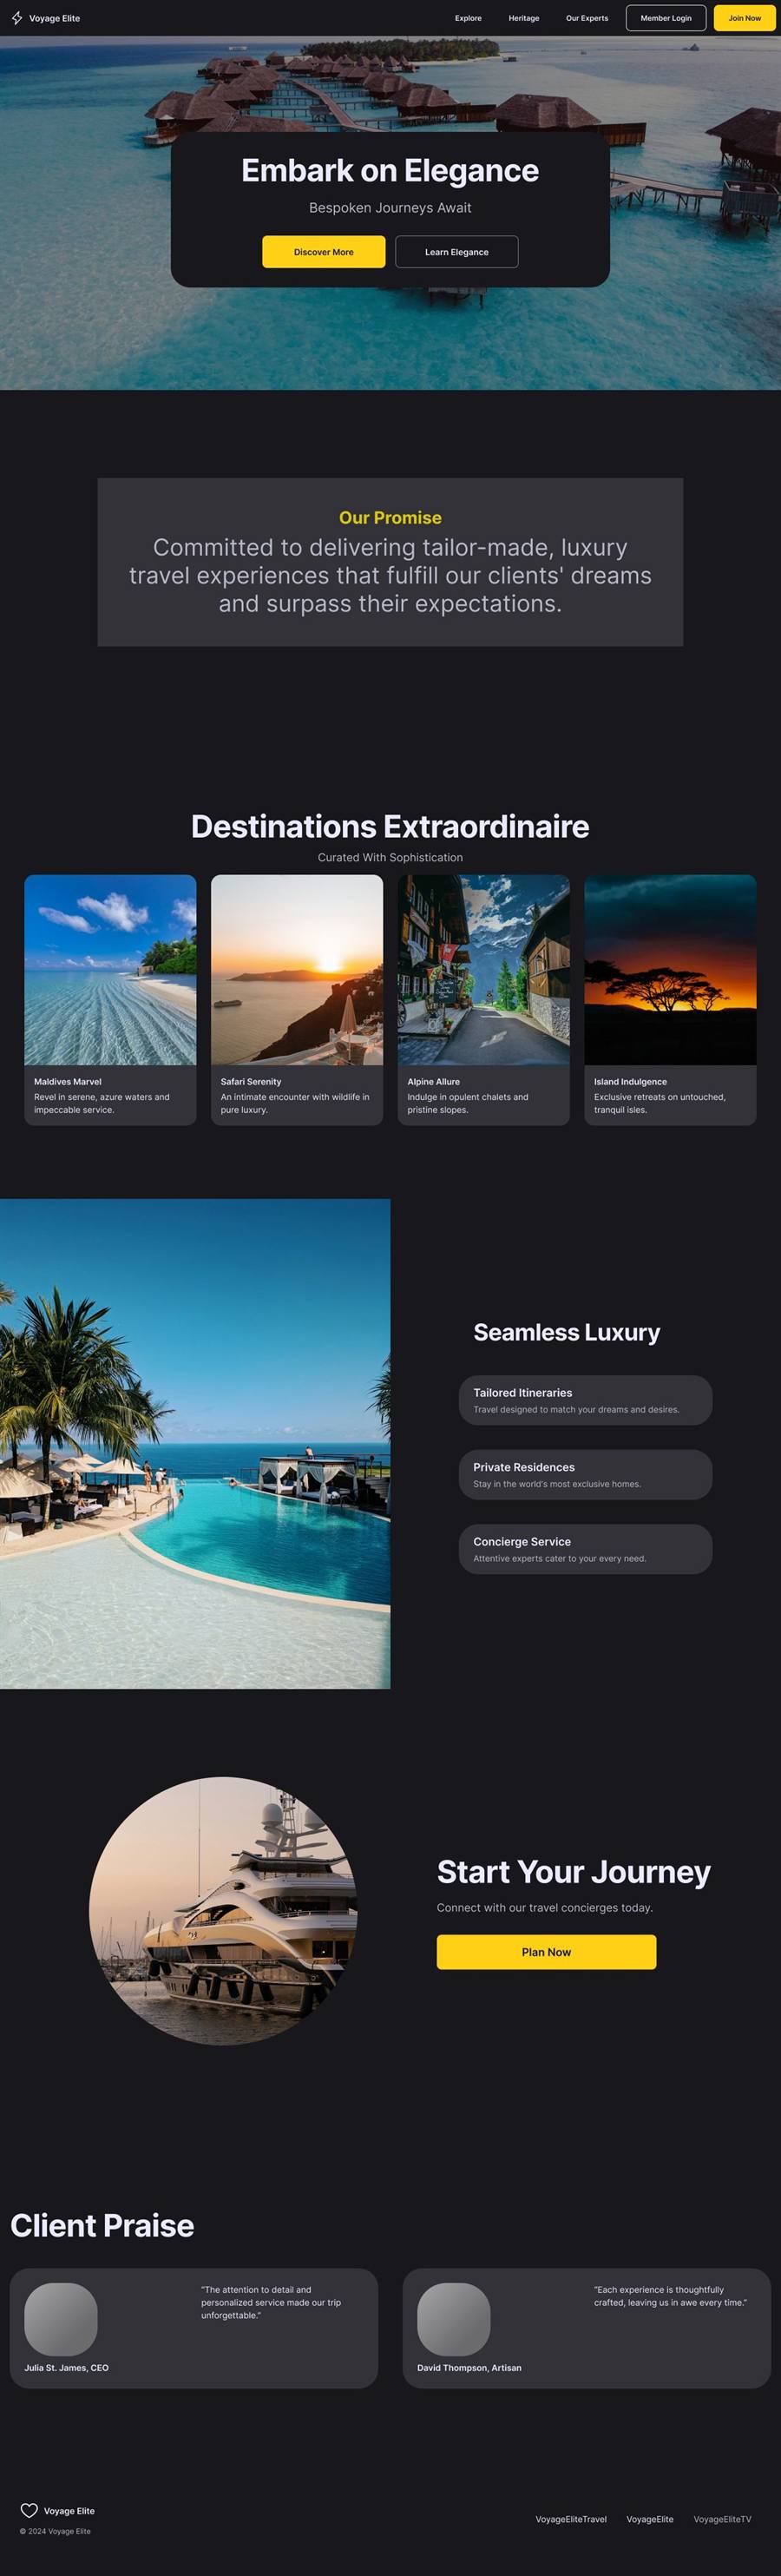 Voyage Elite
Explore
Heritage
Our Experts
Member Login
Join Now
Embark on Elegance
Bespoken Journeys Await
Discover More
Learn Elegance
Our Promise
Committed to delivering tailor-made, luxury
travel experiences that fulfill our clients' dreams
and surpass their expectations.
Destinations Extraordinaire
Curated With Sophistication
Maldives Marvel
Revel in serene, azure waters and
impeccable service.
Safari Serenity
An intimate encounter with wildlife in
pure luxury.
Alpine Allure
Indulge in opulent chalets and
pristine slopes.
Island Indulgence
Exclusive retreats on untouched,
tranquil isles.
Seamless Luxury
Tailored Itineraries
Travel designed to match your dreams and desires.
Private Residences
Stay in the world's most exclusive homes.
Concierge Service
Attentive experts cater to your every need.
Start Your Journey
Connect with our travel concierges today.
Plan Now
Client Praise
"The attention to detail and
personalized service made our trip
unforgettable."
Julia St. James, CEO
"Each experience is thoughtfully
crafted, leaving us in awe every time."
David Thompson, Artisan
Voyage Elite
© 2024 Voyage Elite
VoyageEliteTravel
VoyageElite
VoyageEliteTV